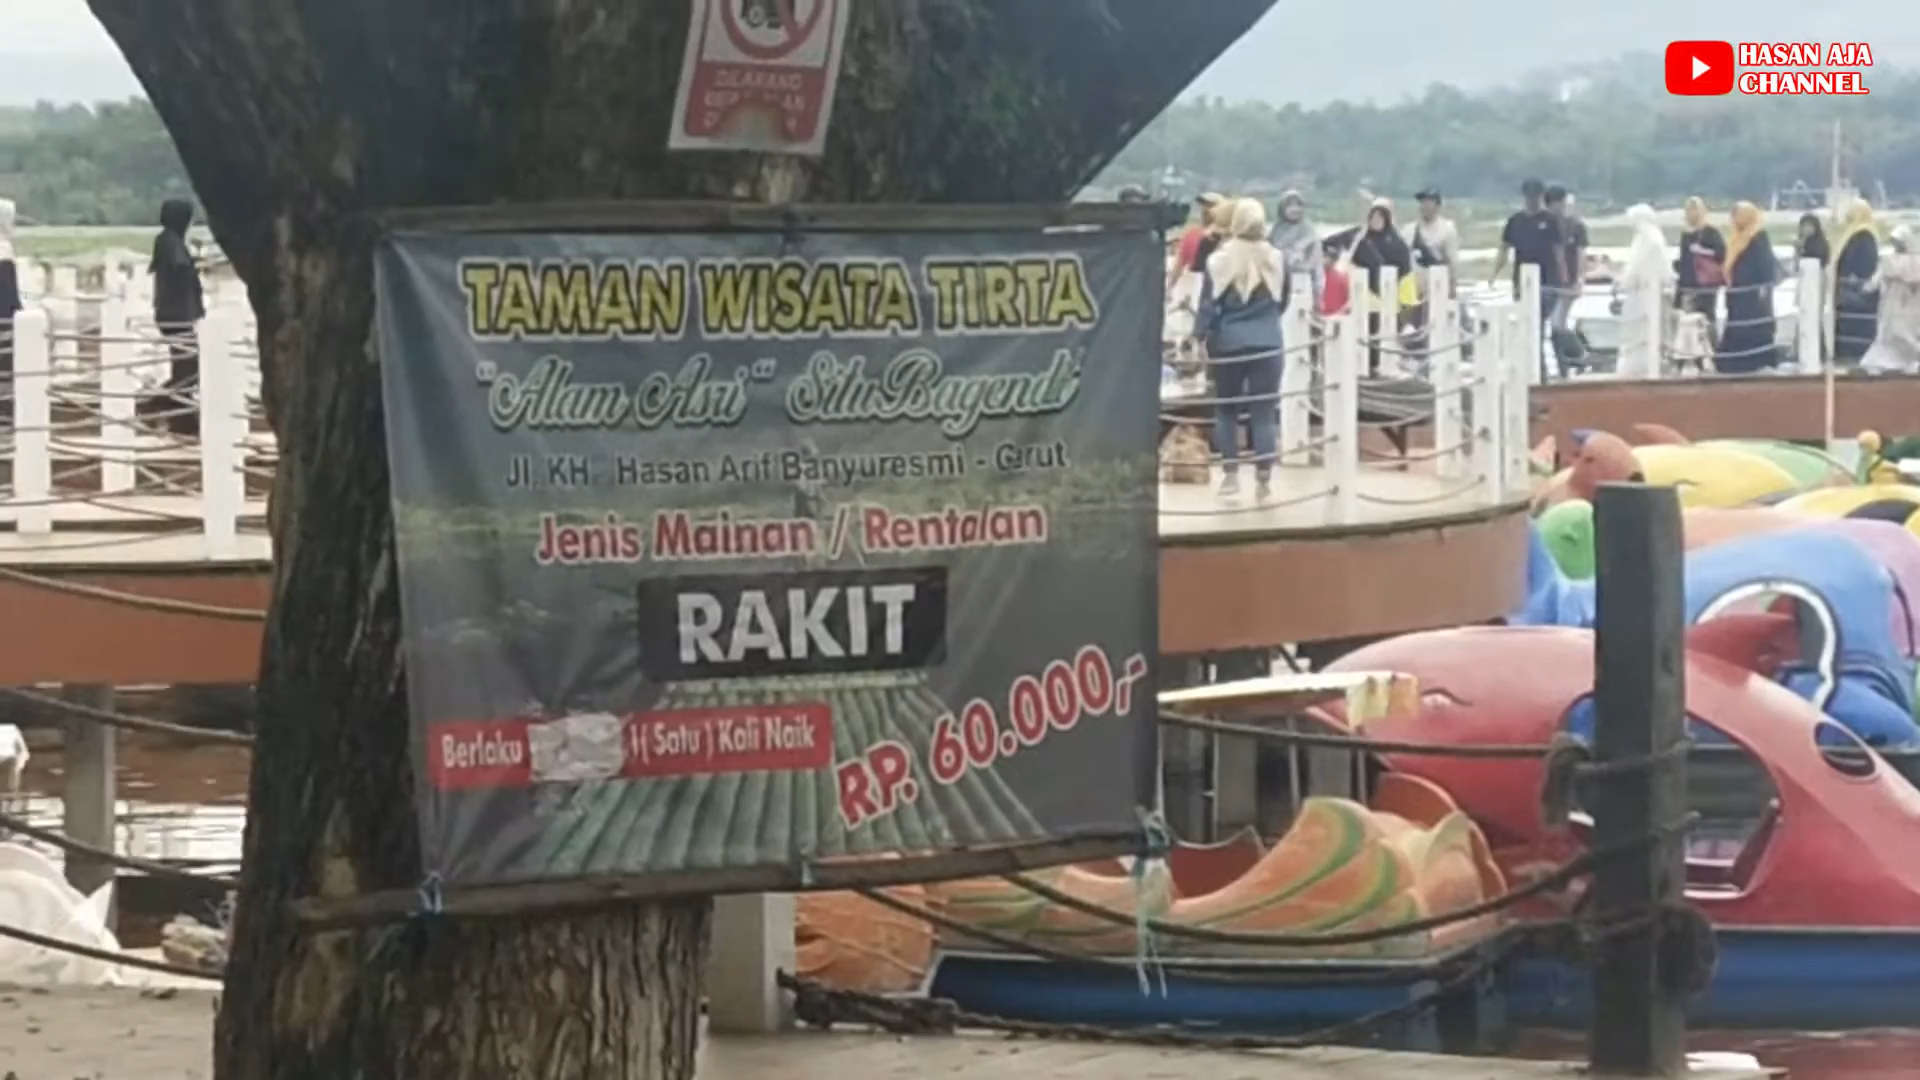 HASAN AJA
CHANNEL
DILARANG
TAMAN WISATA TIRTA
"Alam Asri" Situ Bagendit
Jl. KH. Hasan Arif Banyuresmi - Garut
Jenis Mainan / Rentalan
RAKIT
Berlaku 1 ( Satu ) Kali Naik
RP. 60.000,-